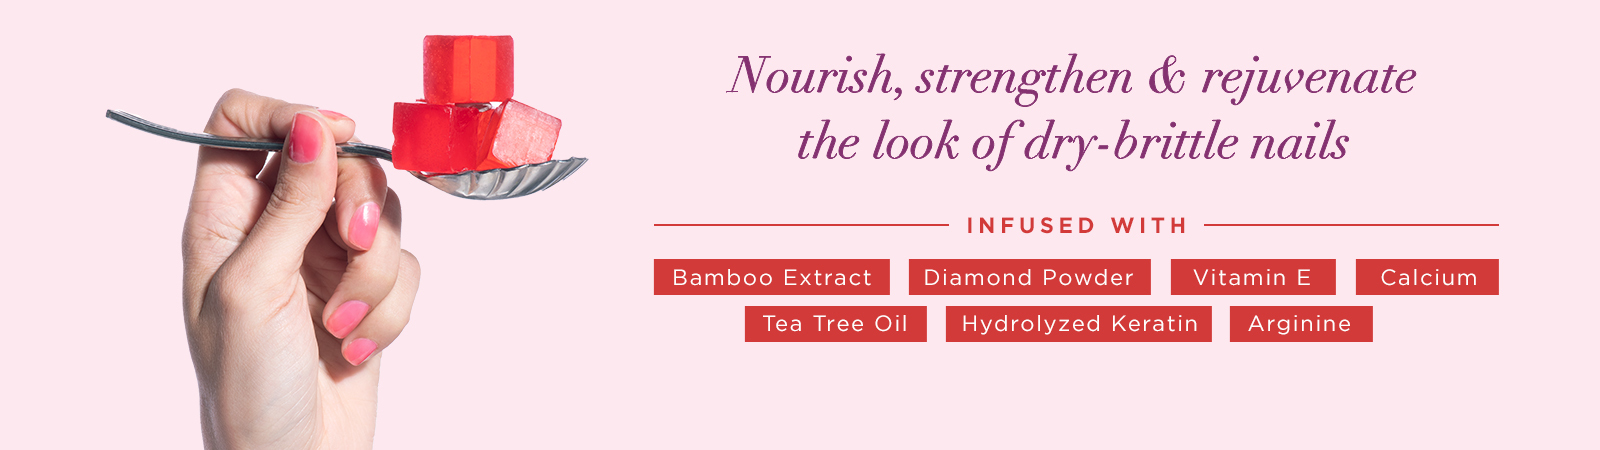 Nourish, strengthen & rejuvenate
the look of dry-brittle nails
INFUSED WITH
Bamboo Extract Diamond Powder Vitamin E Calcium
Tea Tree Oil Hydrolyzed Keratin Arginine